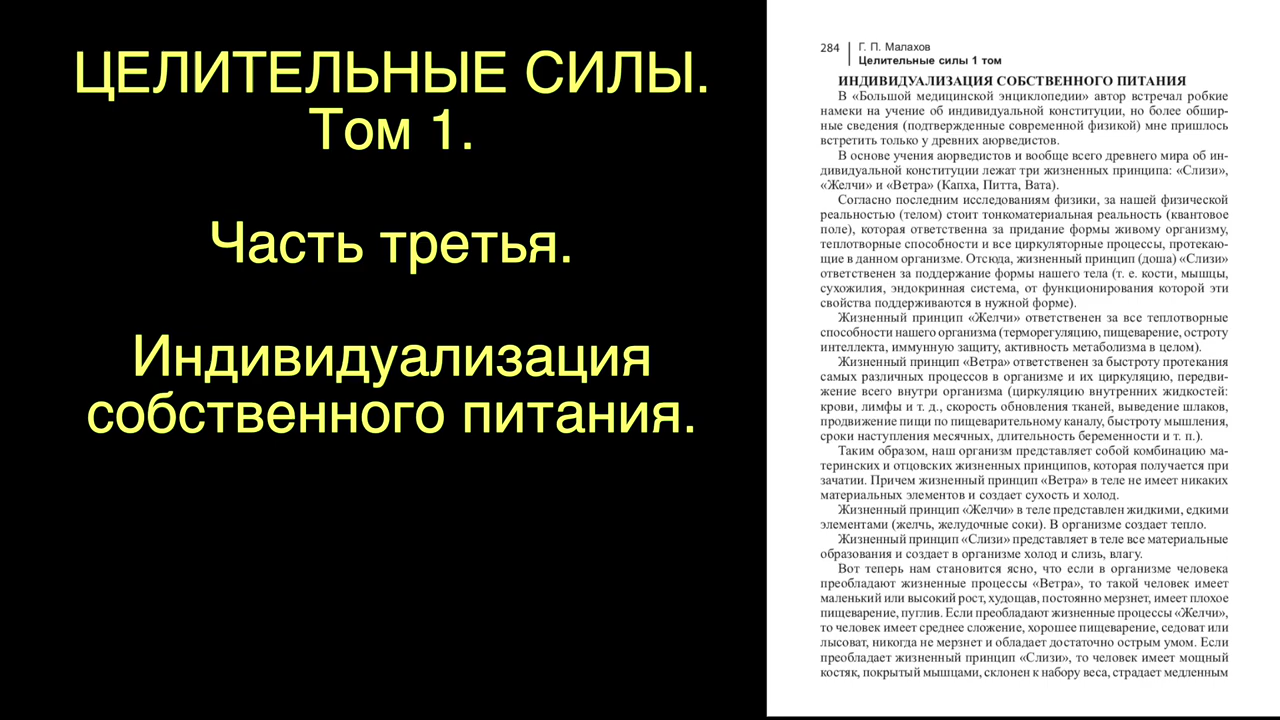 ЦЕЛИТЕЛЬНЫЕ СИЛЫ.
Том 1.
Часть третья.
Индивидуализация
собственного питания.
284 Г. П. Малахов
Целительные силы 1 том
ИНДИВИДУАЛИЗАЦИЯ СОБСТВЕННОГО ПИТАНИЯ
В «Большой медицинской энциклопедии» автор встречал робкие
намеки на учение об индивидуальной конституции, но более обшир-
ные сведения (подтвержденные современной физикой) мне пришлось
встретить только у древних аюрведистов.
В основе учения аюрведистов и вообще всего древнего мира об ин-
дивидуальной конституции лежат три жизненных принципа: «Слизи»,
«Желчи» и «Ветра» (Капха, Питта, Вата).
Согласно последним исследованиям физики, за нашей физической
реальностью (телом) стоит тонкоматериальная реальность (квантовое
поле), которая ответственна за придание формы живому организму,
теплотворные способности и все циркуляторные процессы, протекаю-
щие в данном организме. Отсюда, жизненный принцип (доша) «Слизи»
ответственен за поддержание формы нашего тела (т. е. кости, мышцы,
сухожилия, эндокринная система, от функционирования которой эти
свойства поддерживаются в нужной форме).
Жизненный принцип «Желчи» ответственен за все теплотворные
способности нашего организма (терморегуляцию, пищеварение, остроту
интеллекта, иммунную защиту, активность метаболизма в целом).
Жизненный принцип «Ветра» ответственен за быстроту протекания
самых различных процессов в организме и их циркуляцию, передви-
жение всего внутри организма (циркуляцию внутренних жидкостей:
крови, лимфы и т. д., скорость обновления тканей, выведение шлаков,
продвижение пищи по пищеварительному каналу, быстроту мышления,
сроки наступления месячных, длительность беременности и т. п.).
Таким образом, наш организм представляет собой комбинацию ма-
теринских и отцовских жизненных принципов, которая получается при
зачатии. Причем жизненный принцип «Ветра» в теле не имеет никаких
материальных элементов и создает сухость и холод.
Жизненный принцип «Желчи» в теле представлен жидкими, едкими
элементами (желчь, желудочные соки). В организме создает тепло.
Жизненный принцип «Слизи» представляет в теле все материальные
образования и создает в организме холод и слизь, влагу.
Вот теперь нам становится ясно, что если в организме человека
преобладают жизненные процессы «Ветра», то такой человек имеет
маленький или высокий рост, худощав, постоянно мерзнет, имеет плохое
пищеварение, пуглив. Если преобладают жизненные процессы «Желчи»,
то человек имеет среднее сложение, хорошее пищеварение, седоват или
лысоват, никогда не мерзнет и обладает достаточно острым умом. Если
преобладает жизненный принцип «Слизи», то человек имеет мощный
костяк, покрытый мышцами, склонен к набору веса, страдает медленным